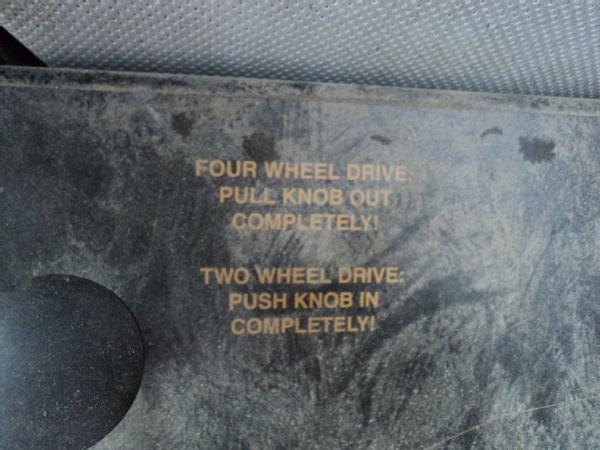 FOUR WHEEL DRIVE:
PULL KNOB OUT
COMPLETELY!
TWO WHEEL DRIVE:
PUSH KNOB IN
COMPLETELY!